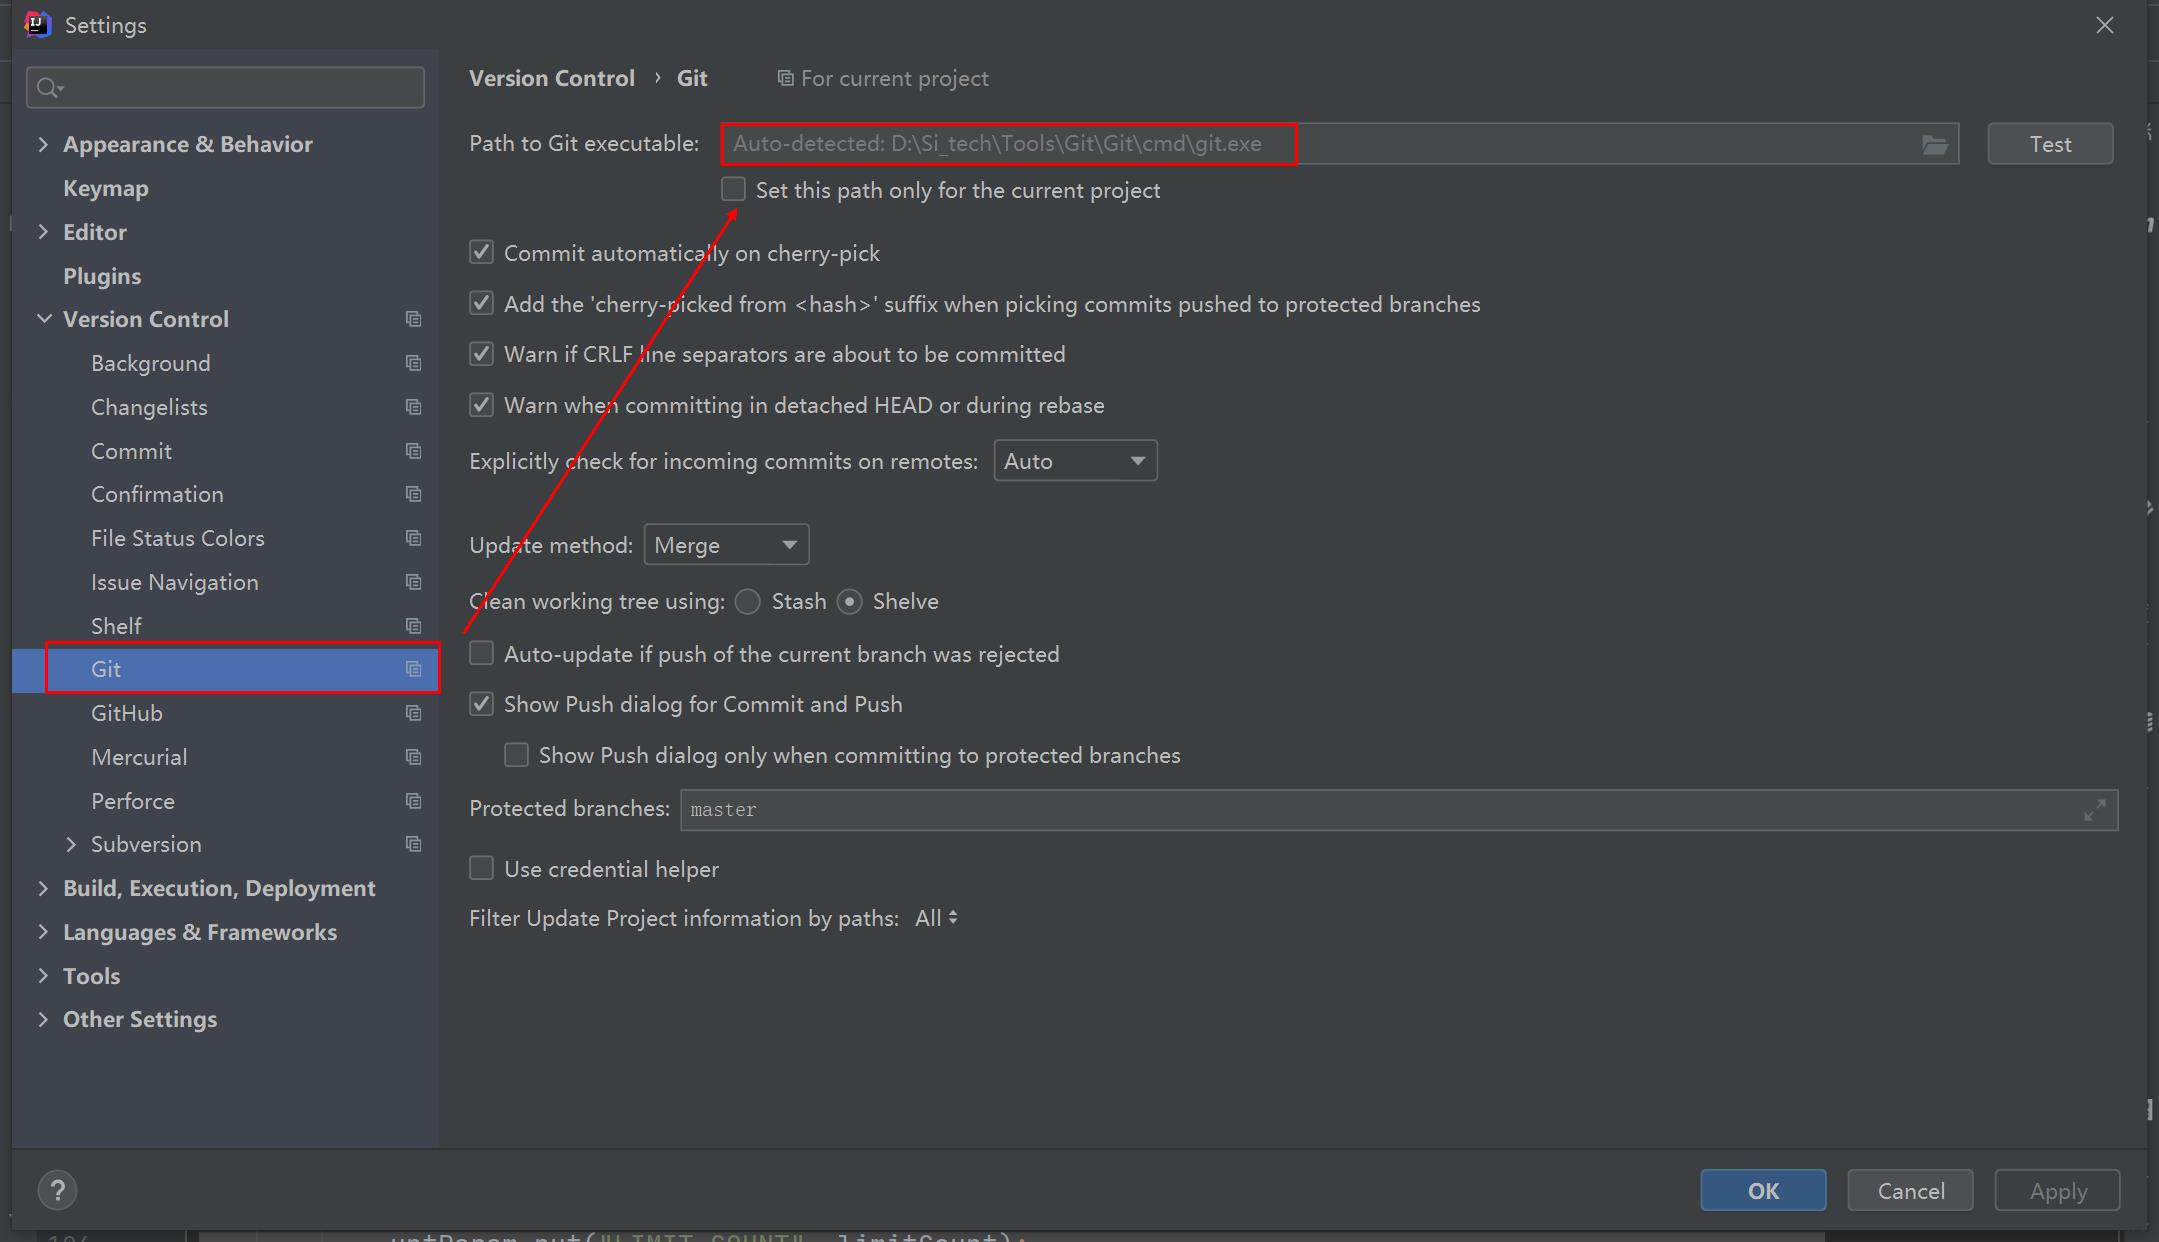 Settings
Version Control › Git For current project
Appearance & Behavior
Keymap
Editor
Plugins
Version Control
Background
Changelists
Commit
Confirmation
File Status Colors
Issue Navigation
Shelf
Git
GitHub
Mercurial
Perforce
Subversion
Build, Execution, Deployment
Languages & Frameworks
Tools
Other Settings
Path to Git executable: Auto-detected: D:\Si_tech\Tools\Git\Git\cmd\git.exe Test
Set this path only for the current project
Commit automatically on cherry-pick
Add the 'cherry-picked from <hash>' suffix when picking commits pushed to protected branches
Warn if CRLF line separators are about to be committed
Warn when committing in detached HEAD or during rebase
Explicitly check for incoming commits on remotes: Auto
Update method: Merge
Clean working tree using: Stash Shelve
Auto-update if push of the current branch was rejected
Show Push dialog for Commit and Push
Show Push dialog only when committing to protected branches
Protected branches: master
Use credential helper
Filter Update Project information by paths: All
? OK Cancel Apply